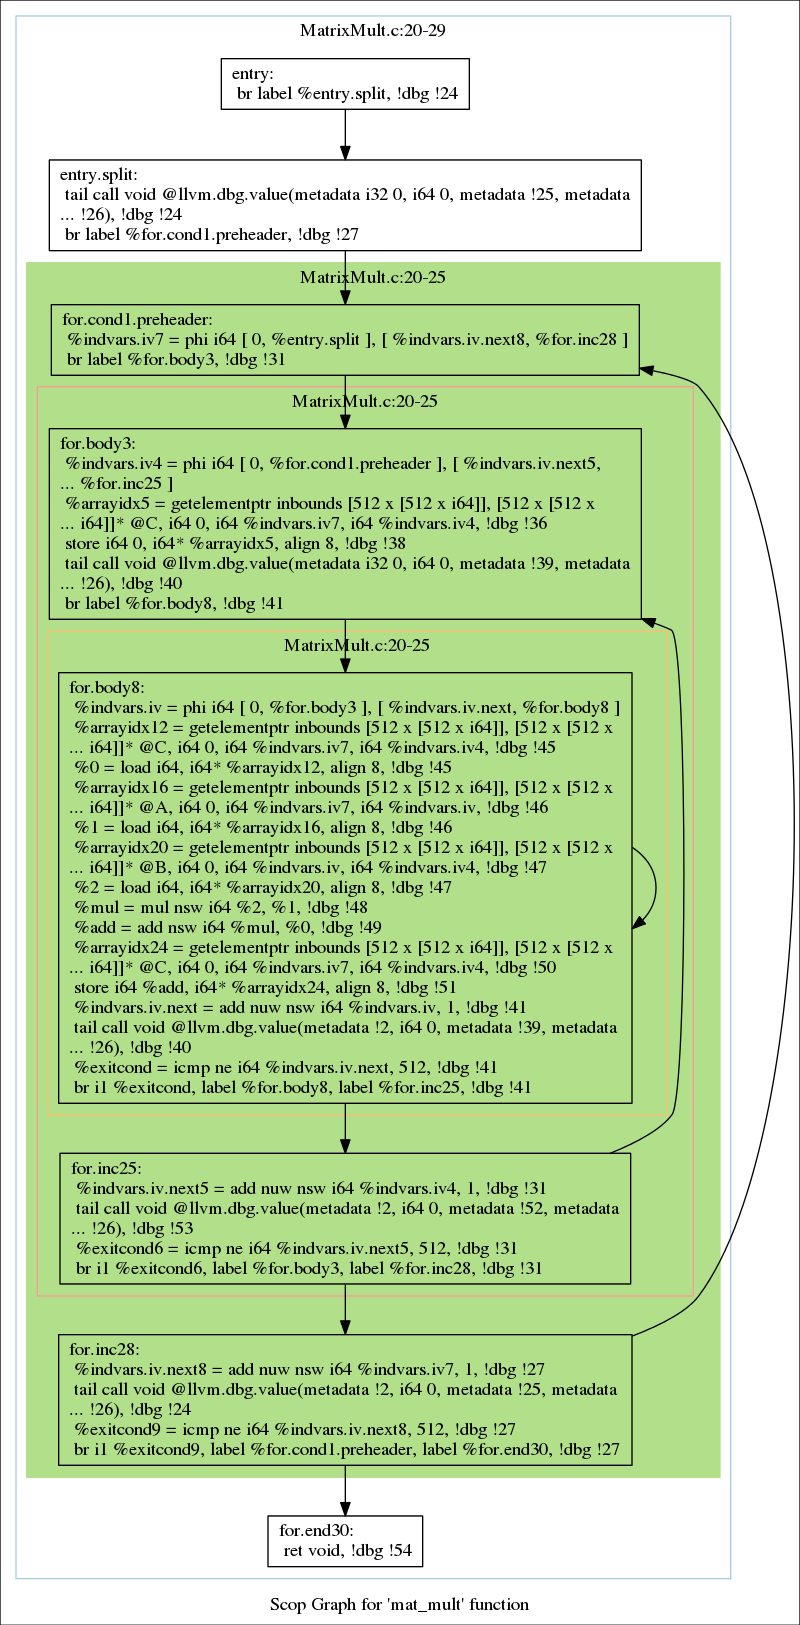 MatrixMult.c:20-29
entry:
br label %entry.split, !dbg !24
entry.split:
tail call void @llvm.dbg.value(metadata i32 0, i64 0, metadata !25, metadata
... !26), !dbg !24
br label %for.cond1.preheader, !dbg !27
MatrixMult.c:20-25
for.cond1.preheader:
%indvars.iv7 = phi i64 [ 0, %entry.split ], [ %indvars.iv.next8, %for.inc28 ]
br label %for.body3, !dbg !31
MatrixMult.c:20-25
for.body3:
%indvars.iv4 = phi i64 [ 0, %for.cond1.preheader ], [ %indvars.iv.next5,
... %for.inc25 ]
%arrayidx5 = getelementptr inbounds [512 x [512 x i64]], [512 x [512 x
... i64]]* @C, i64 0, i64 %indvars.iv7, i64 %indvars.iv4, !dbg !36
store i64 0, i64* %arrayidx5, align 8, !dbg !38
tail call void @llvm.dbg.value(metadata i32 0, i64 0, metadata !39, metadata
... !26), !dbg !40
br label %for.body8, !dbg !41
MatrixMult.c:20-25
for.body8:
%indvars.iv = phi i64 [ 0, %for.body3 ], [ %indvars.iv.next, %for.body8 ]
%arrayidx12 = getelementptr inbounds [512 x [512 x i64]], [512 x [512 x
... i64]]* @C, i64 0, i64 %indvars.iv7, i64 %indvars.iv4, !dbg !45
%0 = load i64, i64* %arrayidx12, align 8, !dbg !45
%arrayidx16 = getelementptr inbounds [512 x [512 x i64]], [512 x [512 x
... i64]]* @A, i64 0, i64 %indvars.iv7, i64 %indvars.iv, !dbg !46
%1 = load i64, i64* %arrayidx16, align 8, !dbg !46
%arrayidx20 = getelementptr inbounds [512 x [512 x i64]], [512 x [512 x
... i64]]* @B, i64 0, i64 %indvars.iv, i64 %indvars.iv4, !dbg !47
%2 = load i64, i64* %arrayidx20, align 8, !dbg !47
%mul = mul nsw i64 %2, %1, !dbg !48
%add = add nsw i64 %mul, %0, !dbg !49
%arrayidx24 = getelementptr inbounds [512 x [512 x i64]], [512 x [512 x
... i64]]* @C, i64 0, i64 %indvars.iv7, i64 %indvars.iv4, !dbg !50
store i64 %add, i64* %arrayidx24, align 8, !dbg !51
%indvars.iv.next = add nuw nsw i64 %indvars.iv, 1, !dbg !41
tail call void @llvm.dbg.value(metadata !2, i64 0, metadata !39, metadata
... !26), !dbg !40
%exitcond = icmp ne i64 %indvars.iv.next, 512, !dbg !41
br i1 %exitcond, label %for.body8, label %for.inc25, !dbg !41
for.inc25:
%indvars.iv.next5 = add nuw nsw i64 %indvars.iv4, 1, !dbg !31
tail call void @llvm.dbg.value(metadata !2, i64 0, metadata !52, metadata
... !26), !dbg !53
%exitcond6 = icmp ne i64 %indvars.iv.next5, 512, !dbg !31
br i1 %exitcond6, label %for.body3, label %for.inc28, !dbg !31
for.inc28:
%indvars.iv.next8 = add nuw nsw i64 %indvars.iv7, 1, !dbg !27
tail call void @llvm.dbg.value(metadata !2, i64 0, metadata !25, metadata
... !26), !dbg !24
%exitcond9 = icmp ne i64 %indvars.iv.next8, 512, !dbg !27
br i1 %exitcond9, label %for.cond1.preheader, label %for.end30, !dbg !27
for.end30:
ret void, !dbg !54
Scop Graph for 'mat_mult' function